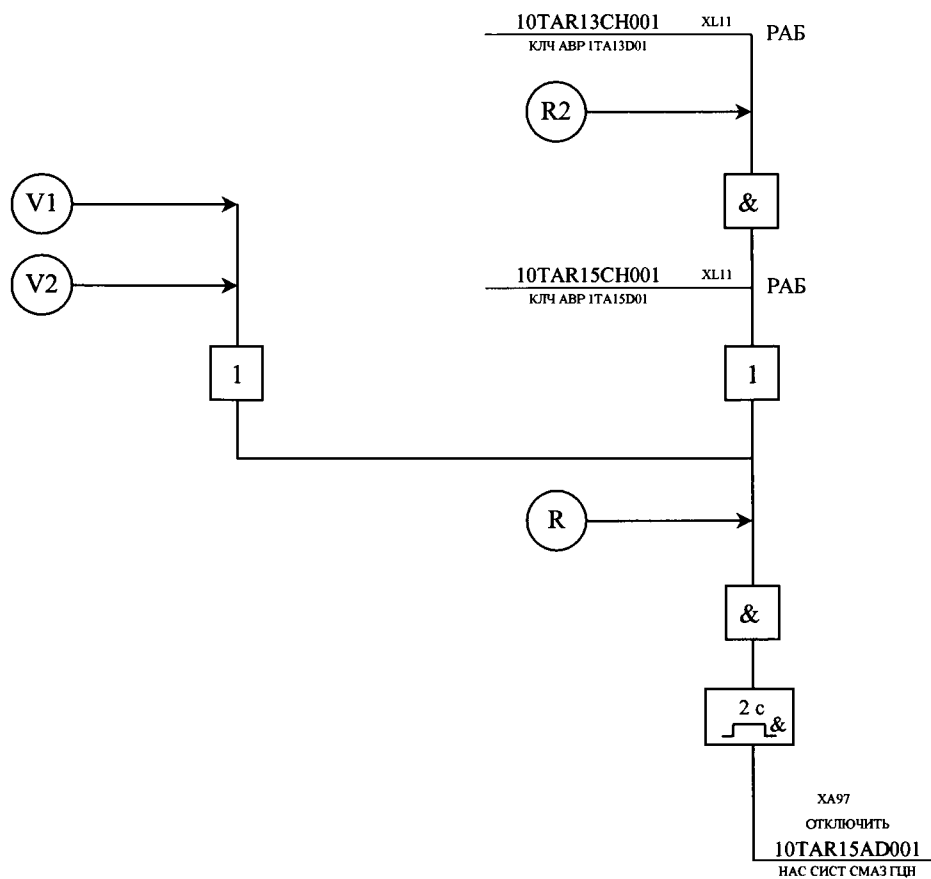 10TAR13CH001 XL11 РАБ
КЛЧ АВР 1TA13D01
R2
&
V1
V2
10TAR15CH001 XL11 РАБ
КЛЧ АВР 1TA15D01
1
1
R
&
2 с
&
XA97
ОТКЛЮЧИТЬ
10TAR15AD001
НАС СИСТ СМАЗ ГЦН